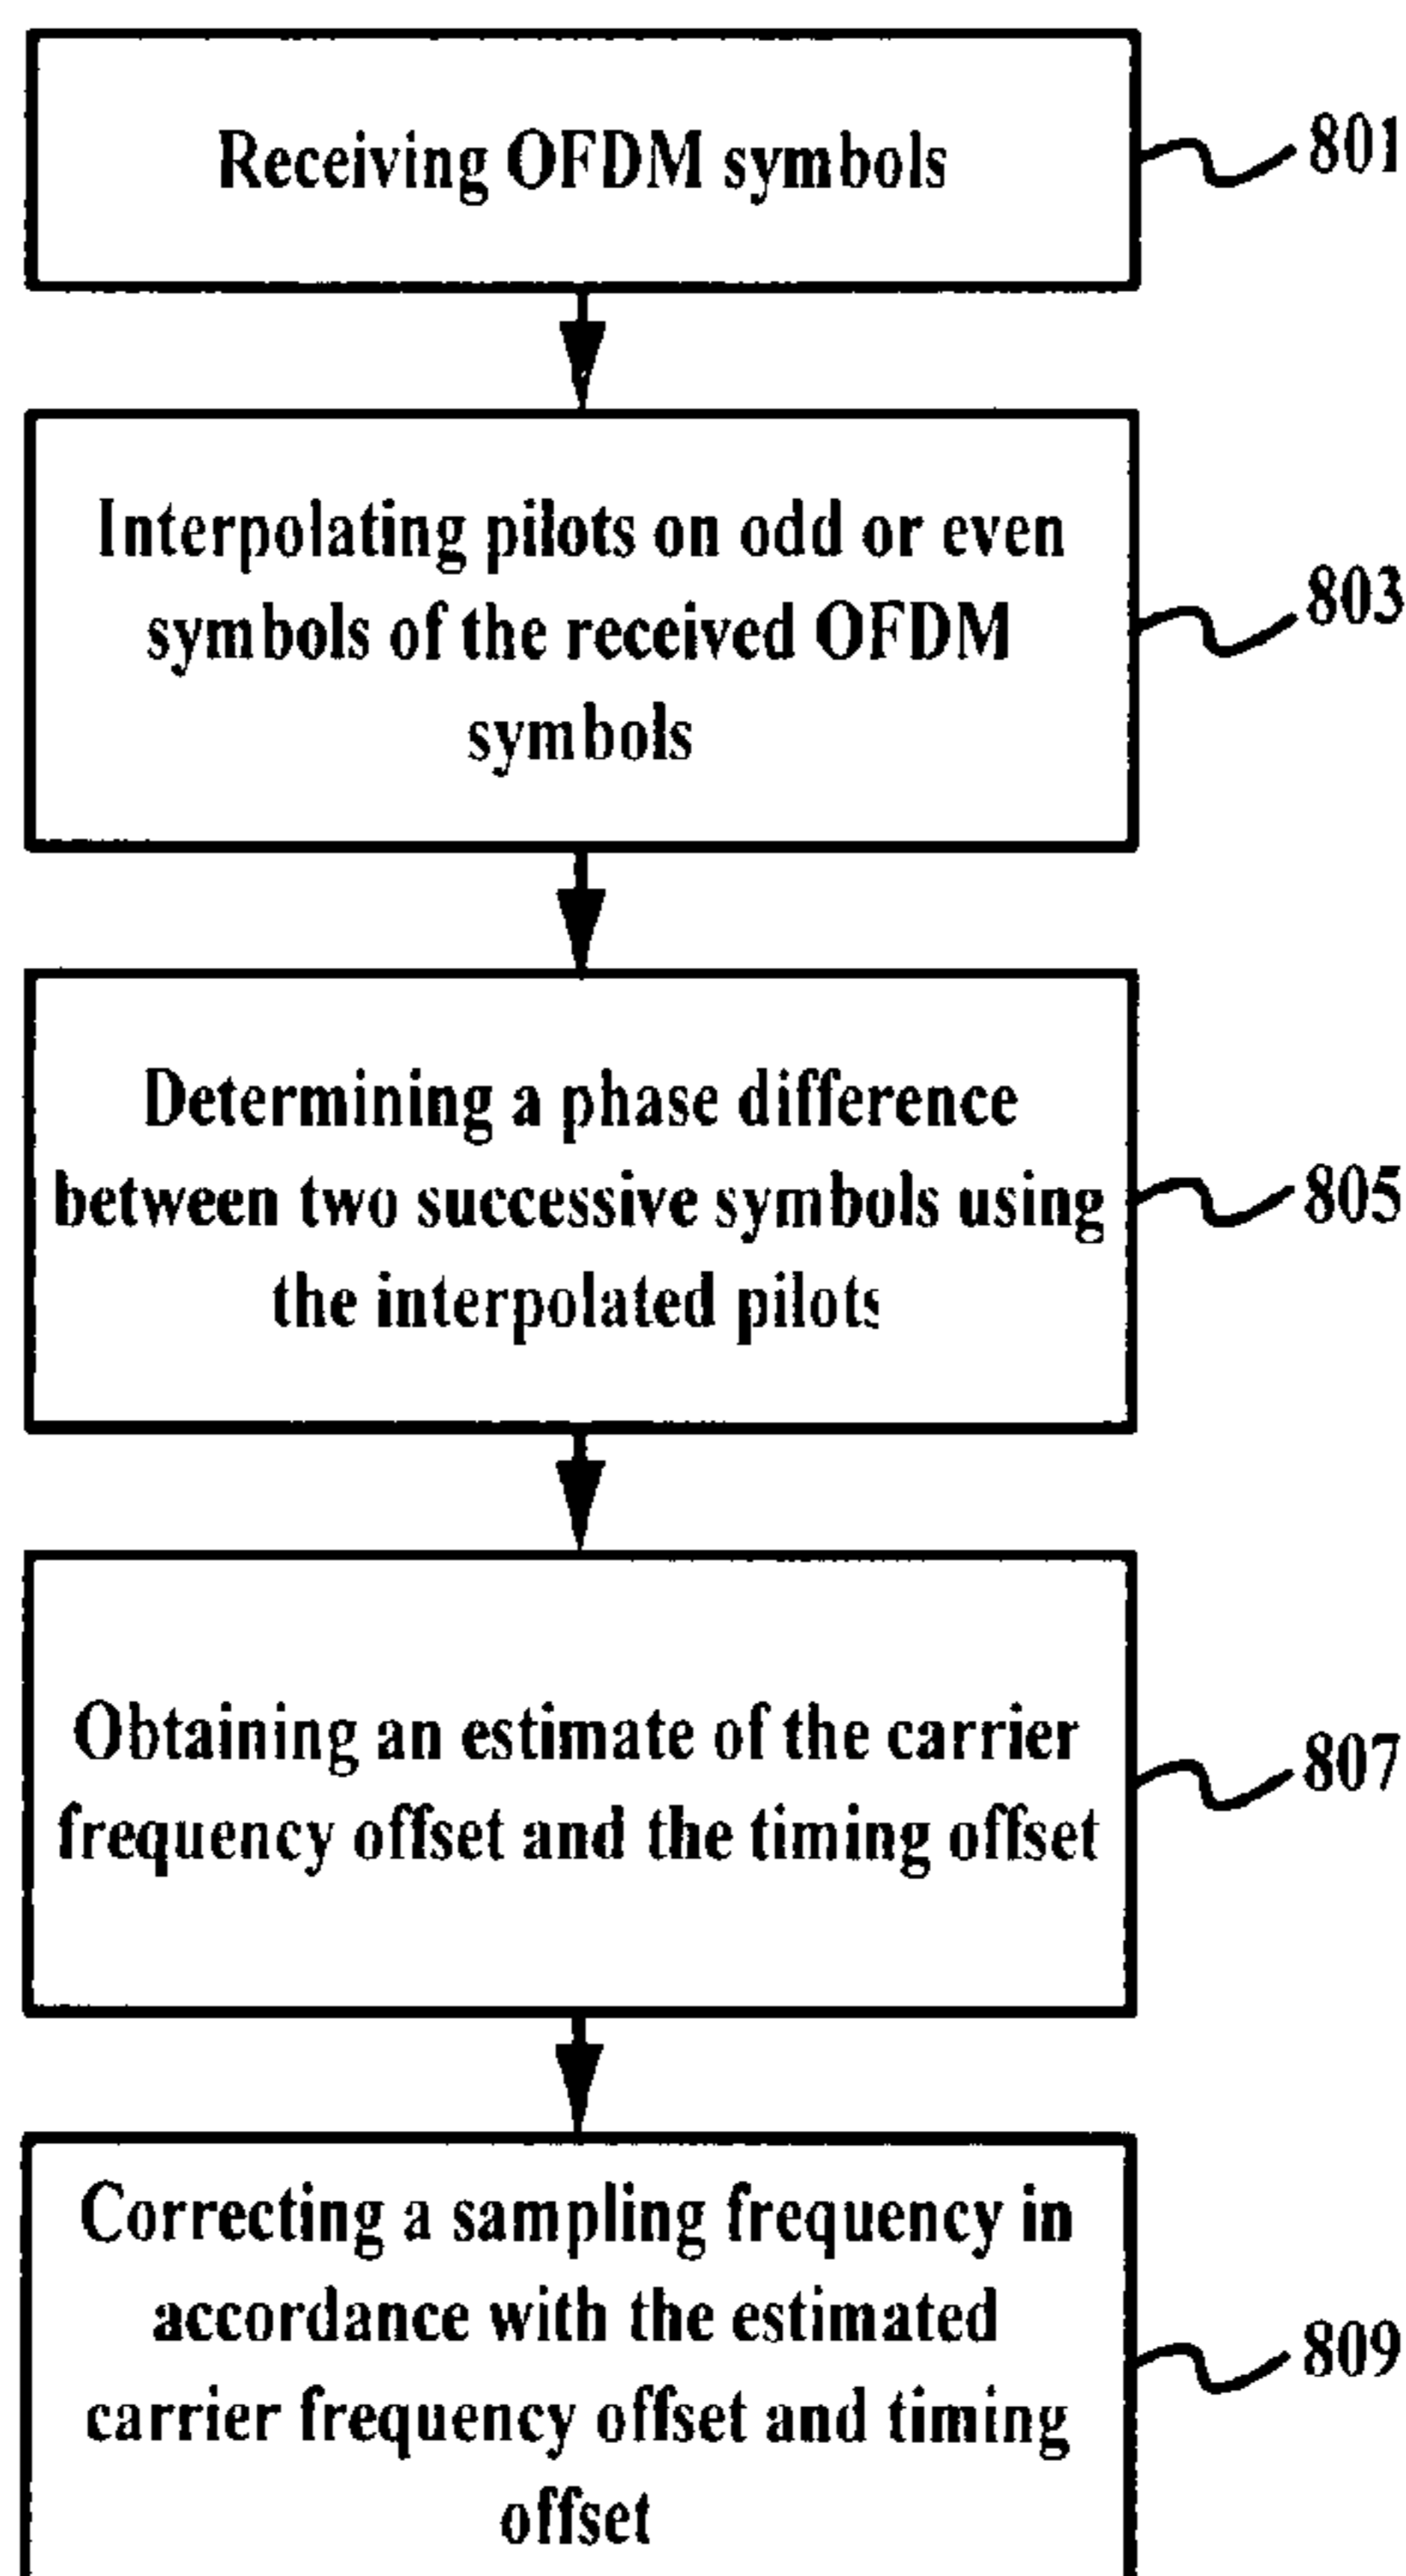 Receiving OFDM symbols
801
Interpolating pilots on odd or even
symbols of the received OFDM
symbols
803
Determining a phase difference
between two successive symbols using
the interpolated pilots
805
Obtaining an estimate of the carrier
frequency offset and the timing offset
807
Correcting a sampling frequency in
accordance with the estimated
carrier frequency offset and timing
offset
809